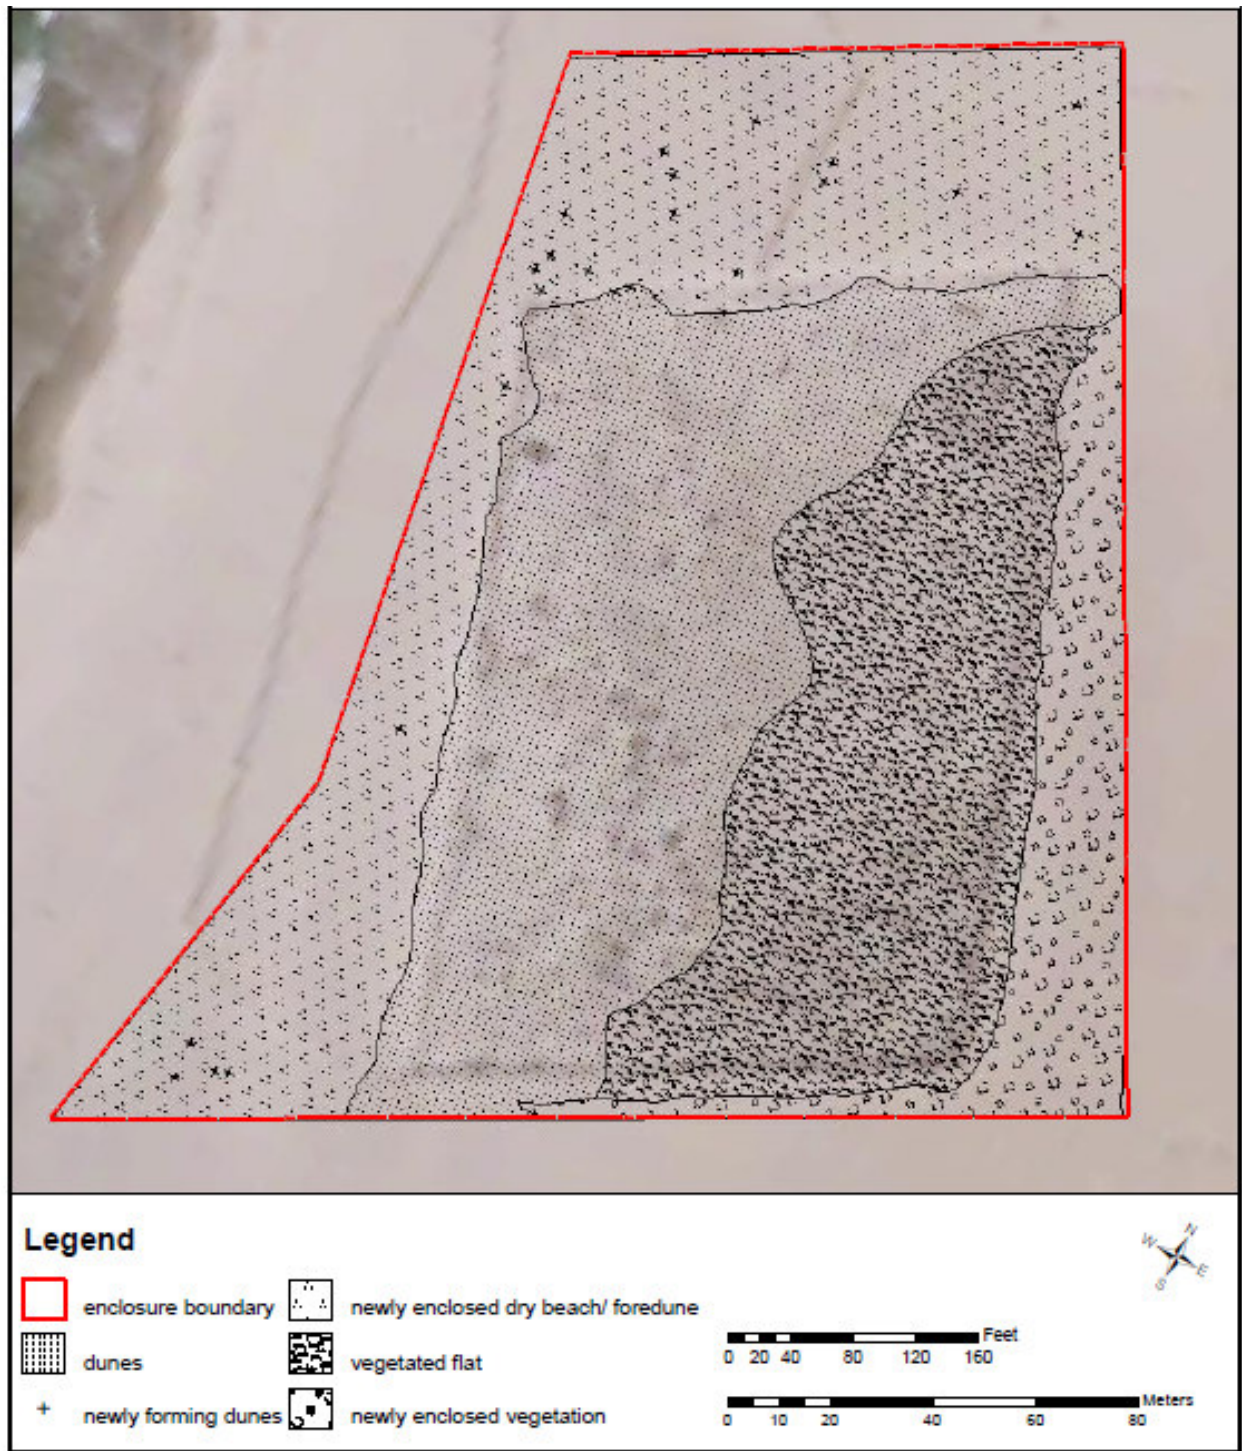 Legend
enclosure boundary
dunes
newly forming dunes
newly enclosed dry beach/ foredune
vegetated flat
newly enclosed vegetation
N
W
E
S
Feet
0 20 40 80 120 160
Meters
0 10 20 40 60 80